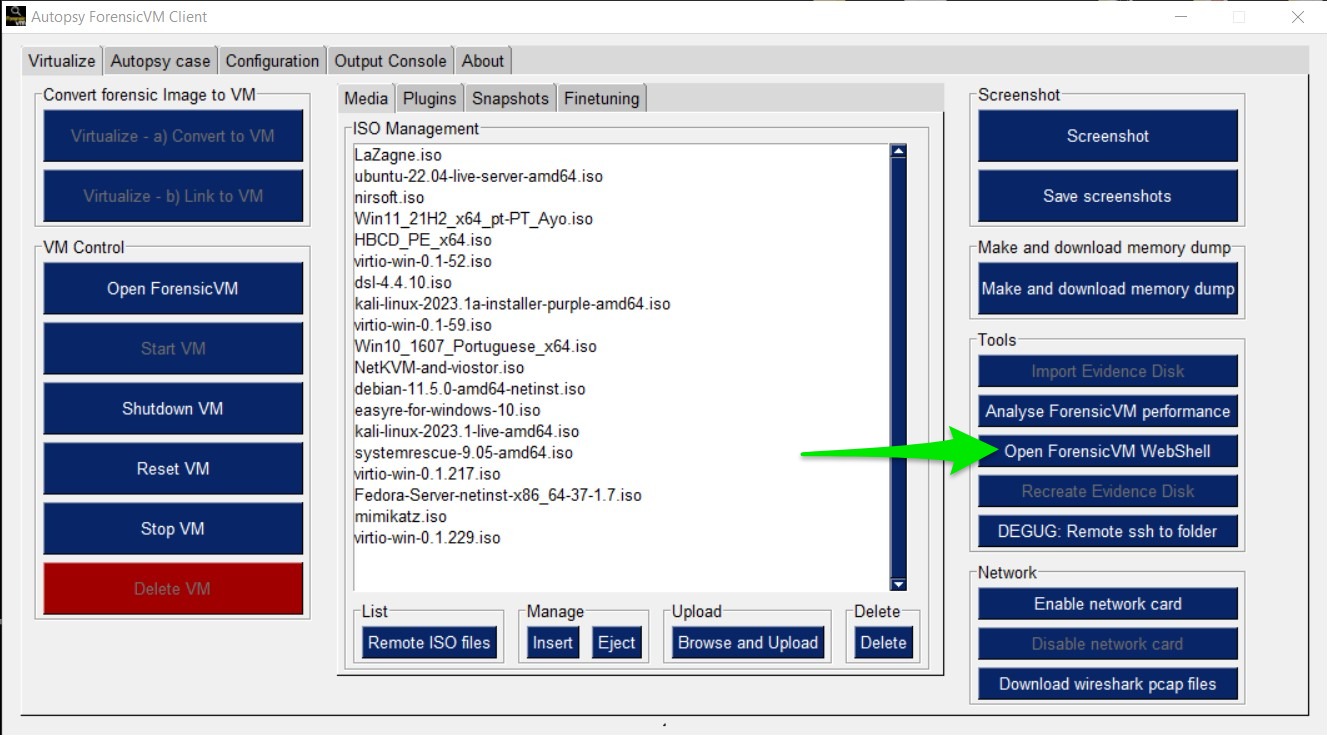 Autopsy ForensicVM Client
Virtualize Autopsy case Configuration Output Console About
Convert forensic Image to VM
Virtualize - a) Convert to VM
Virtualize - b) Link to VM
VM Control
Open ForensicVM
Start VM
Shutdown VM
Reset VM
Stop VM
Delete VM
Media Plugins Snapshots Finetuning
ISO Management
LaZagne.iso
ubuntu-22.04-live-server-amd64.iso
nirsoft.iso
Win11_21H2_x64_pt-PT_Ayo.iso
HBCD_PE_x64.iso
virtio-win-0.1-52.iso
dsl-4.4.10.iso
kali-linux-2023.1a-installer-purple-amd64.iso
virtio-win-0.1-59.iso
Win10_1607_Portuguese_x64.iso
NetKVM-and-viostor.iso
debian-11.5.0-amd64-netinst.iso
easyre-for-windows-10.iso
kali-linux-2023.1-live-amd64.iso
systemrescue-9.05-amd64.iso
virtio-win-0.1.217.iso
Fedora-Server-netinst-x86_64-37-1.7.iso
mimikatz.iso
virtio-win-0.1.229.iso
List
Remote ISO files
Manage
Insert Eject
Upload
Browse and Upload
Delete
Delete
Screenshot
Screenshot
Save screenshots
Make and download memory dump
Make and download memory dump
Tools
Import Evidence Disk
Analyse ForensicVM performance
Open ForensicVM WebShell
Recreate Evidence Disk
DEGUG: Remote ssh to folder
Network
Enable network card
Disable network card
Download wireshark pcap files